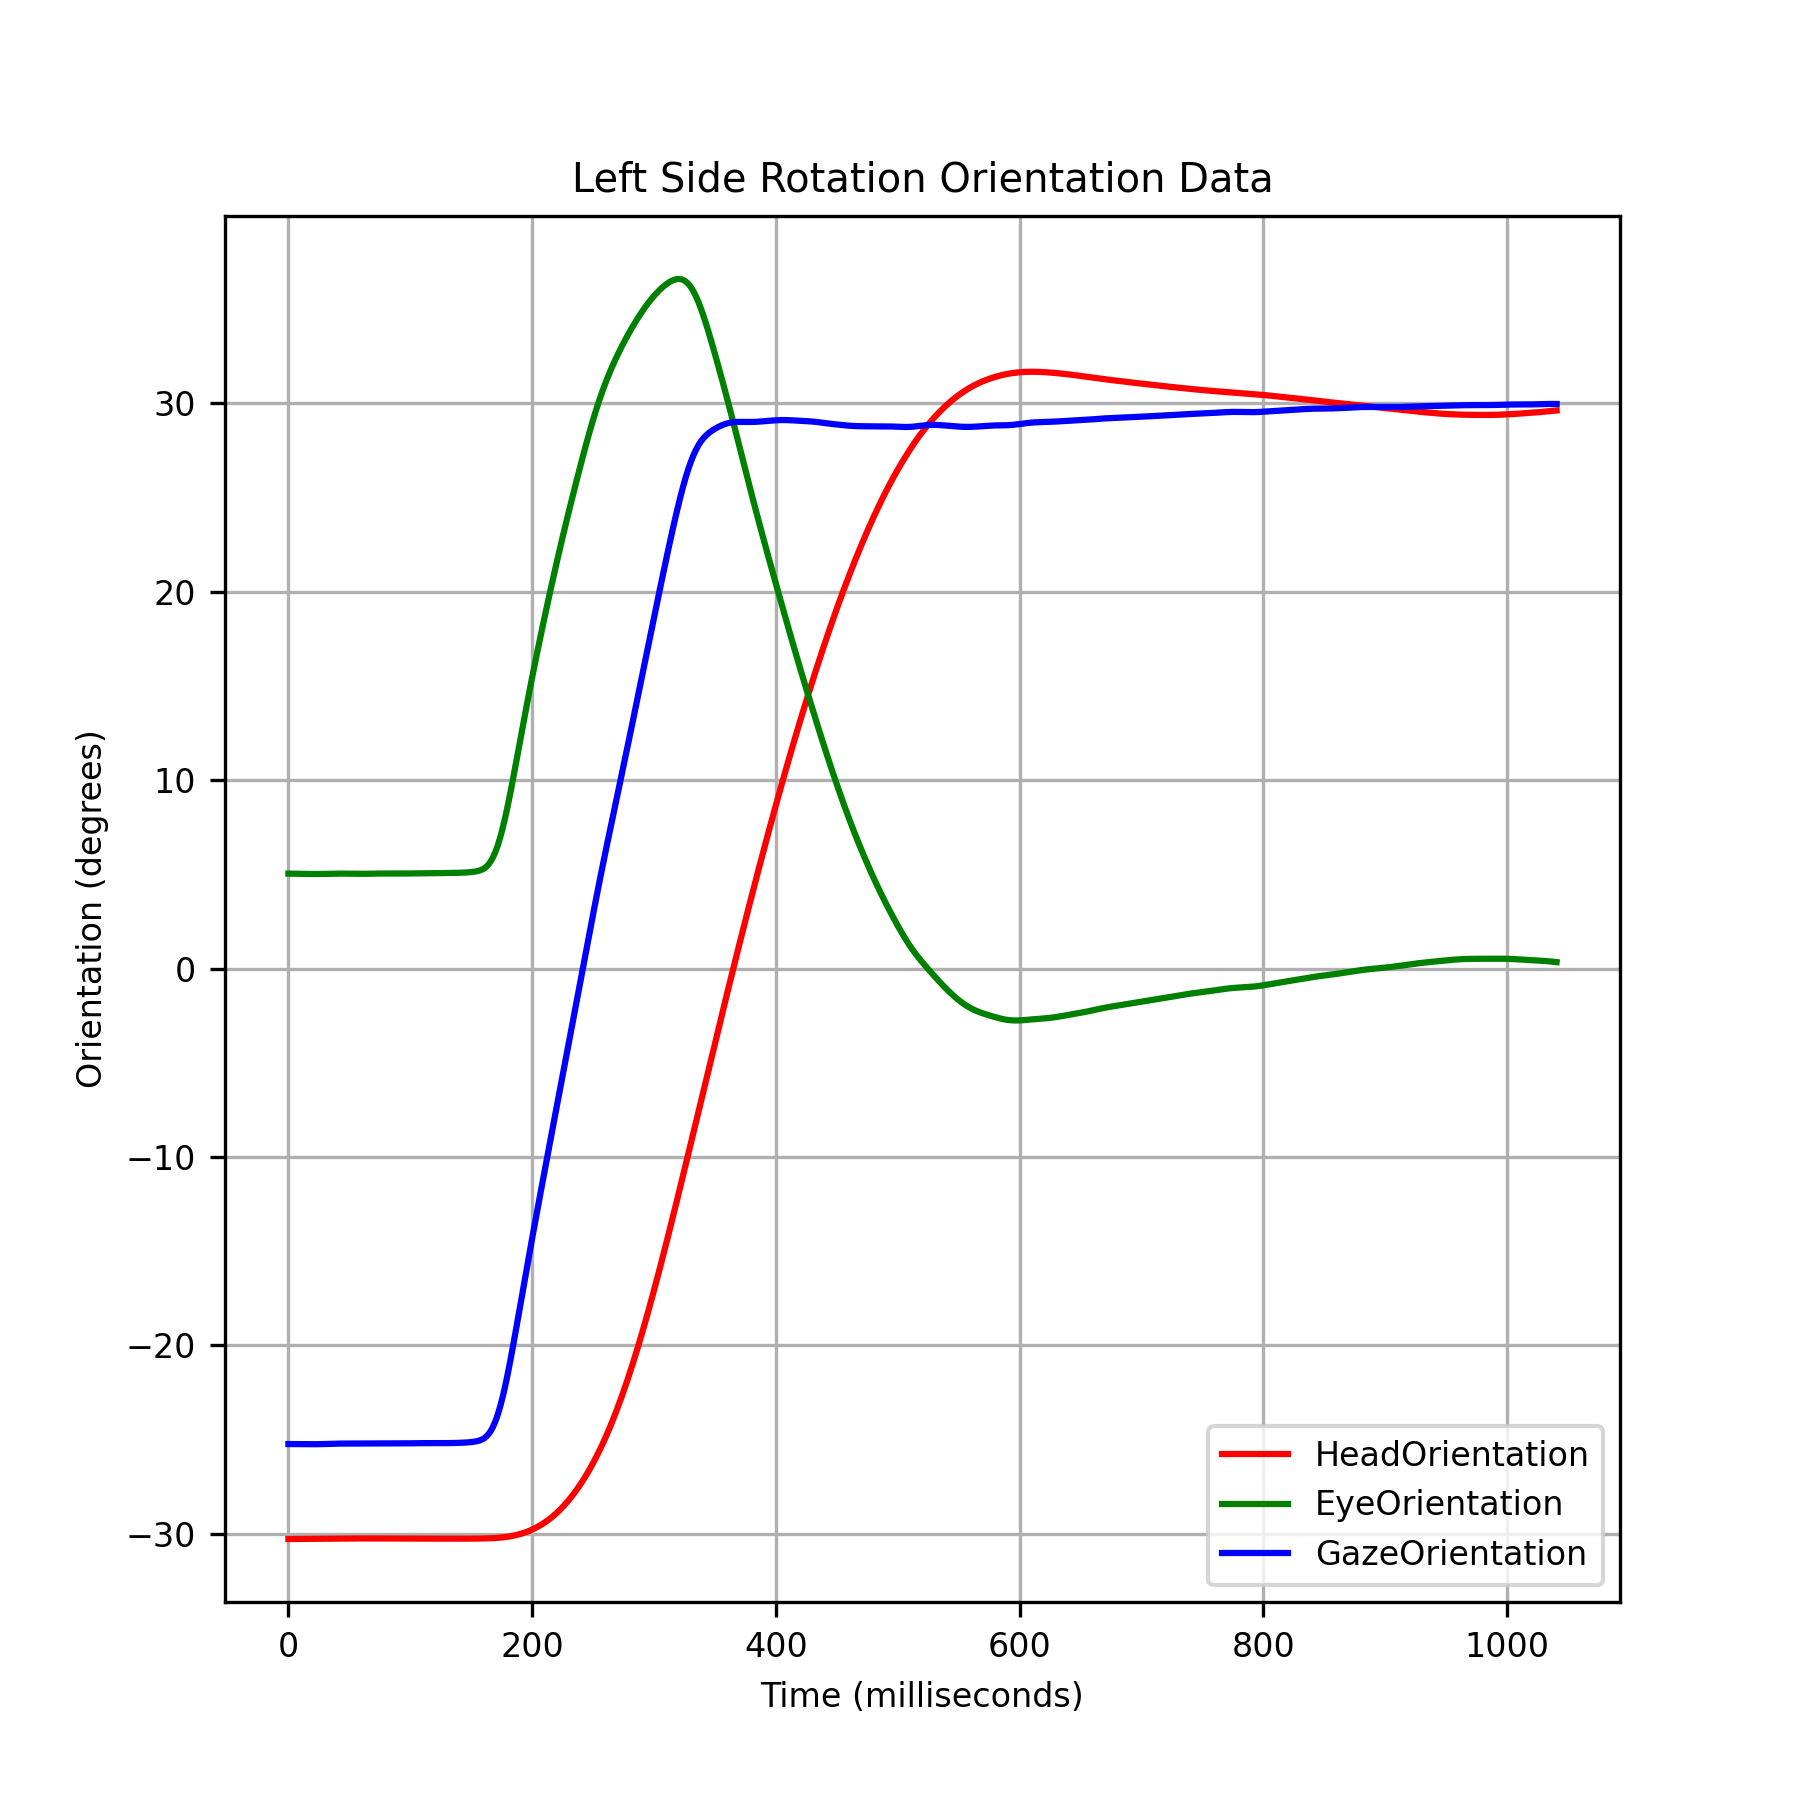 Left Side Rotation Orientation Data
Orientation (degrees)
30
20
10
0
−10
−20
−30
HeadOrientation
EyeOrientation
GazeOrientation
0 200 400 600 800 1000
Time (milliseconds)